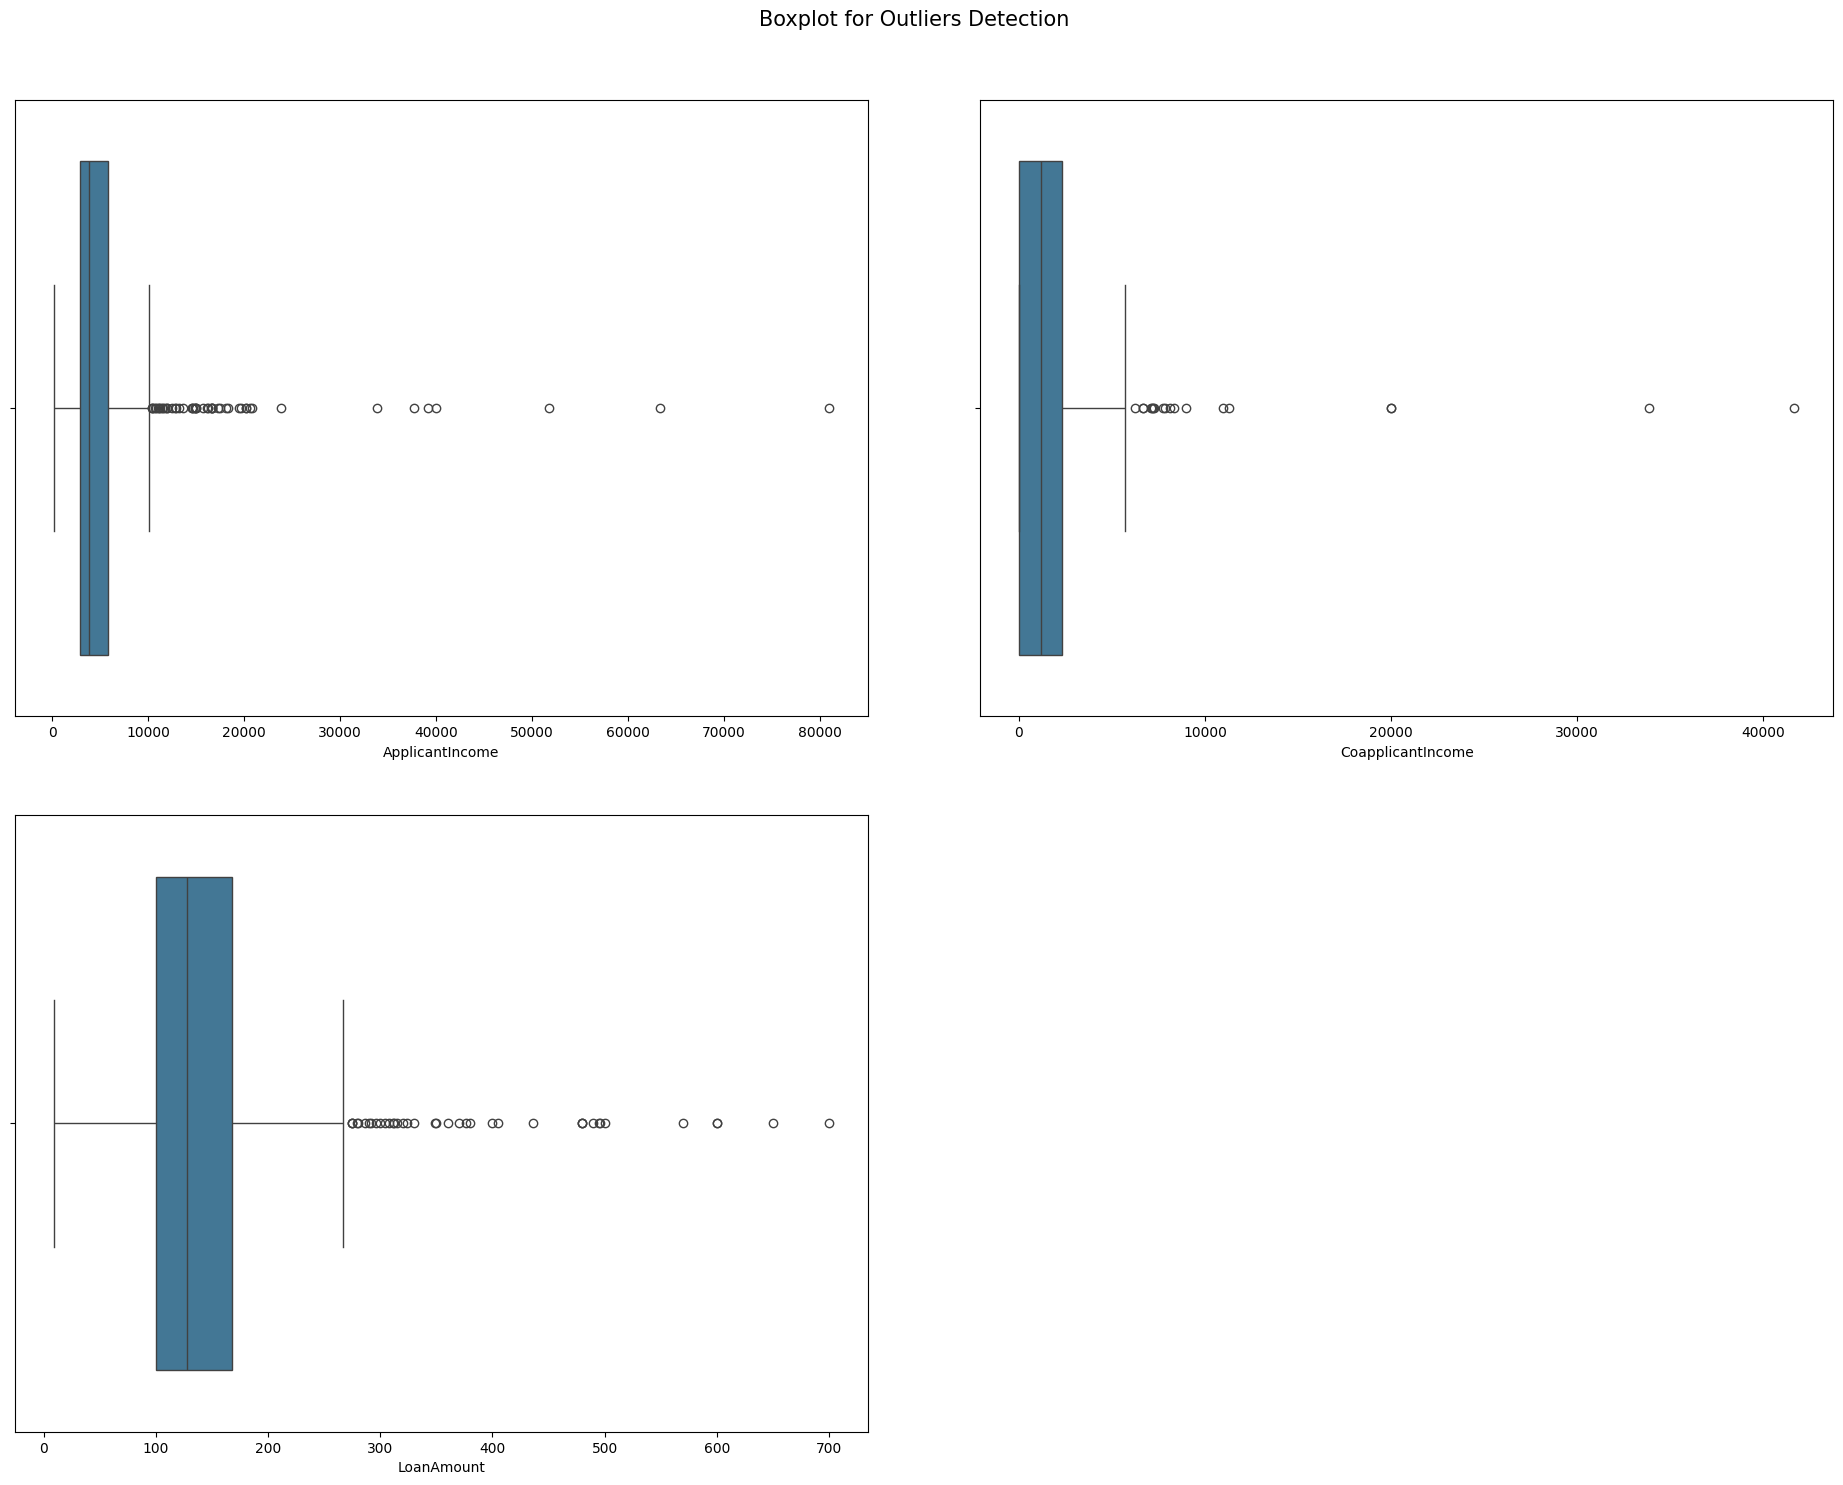 Boxplot for Outliers Detection
0 10000 20000 30000 40000 50000 60000 70000 80000
ApplicantIncome
0 10000 20000 30000 40000
CoapplicantIncome
0 100 200 300 400 500 600 700
LoanAmount